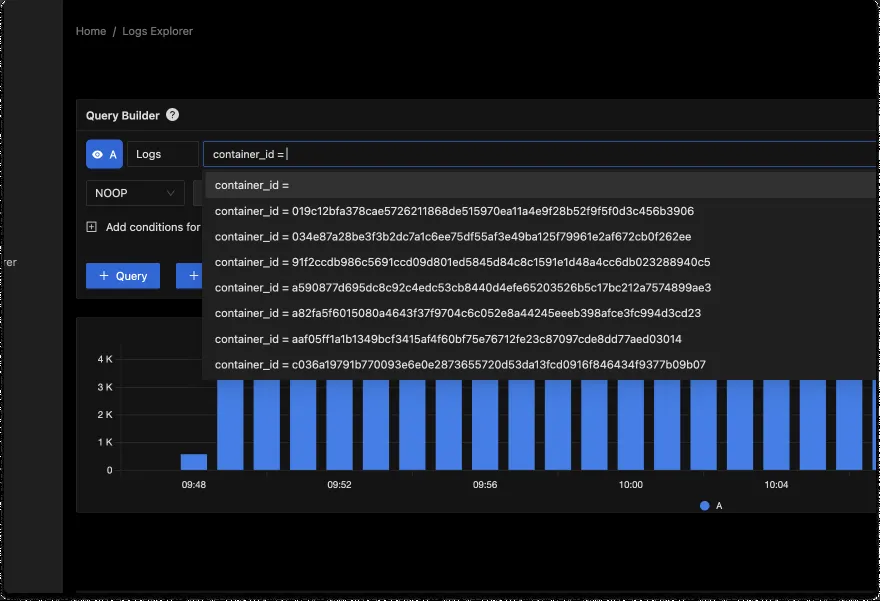 Home / Logs Explorer
Query Builder ?
A Logs container_id =
container_id =
NOOP
container_id = 019c12bfa378cae5726211868de515970ea11a4e9f28b52f9f5f0d3c456b3906
Add conditions for
container_id = 034e87a28be3f3b2dc7a1c6ee75df55af3e49ba125f79961e2af672cb0f262ee
rer
container_id = 91f2ccdb986c5691ccd09d801ed5845d84c8c1591e1d48a4cc6db023288940c5
+ Query +
container_id = a590877d695dc8c92c4edc53cb8440d4efe65203526b5c17bc212a7574899ae3
container_id = a82fa5f6015080a4643f37f9704c6c052e8a44245eeeb398afce3fc994d3cd23
container_id = aaf05ff1a1b1349bcf3415af4f60bf75e76712fe23c87097cde8dd77aed03014
container_id = c036a19791b770093e6e0e2873655720d53da13fcd0916f846434f9377b09b07
4 K
3 K
2 K
1 K
0
09:48 09:52 09:56 10:00 10:04
A